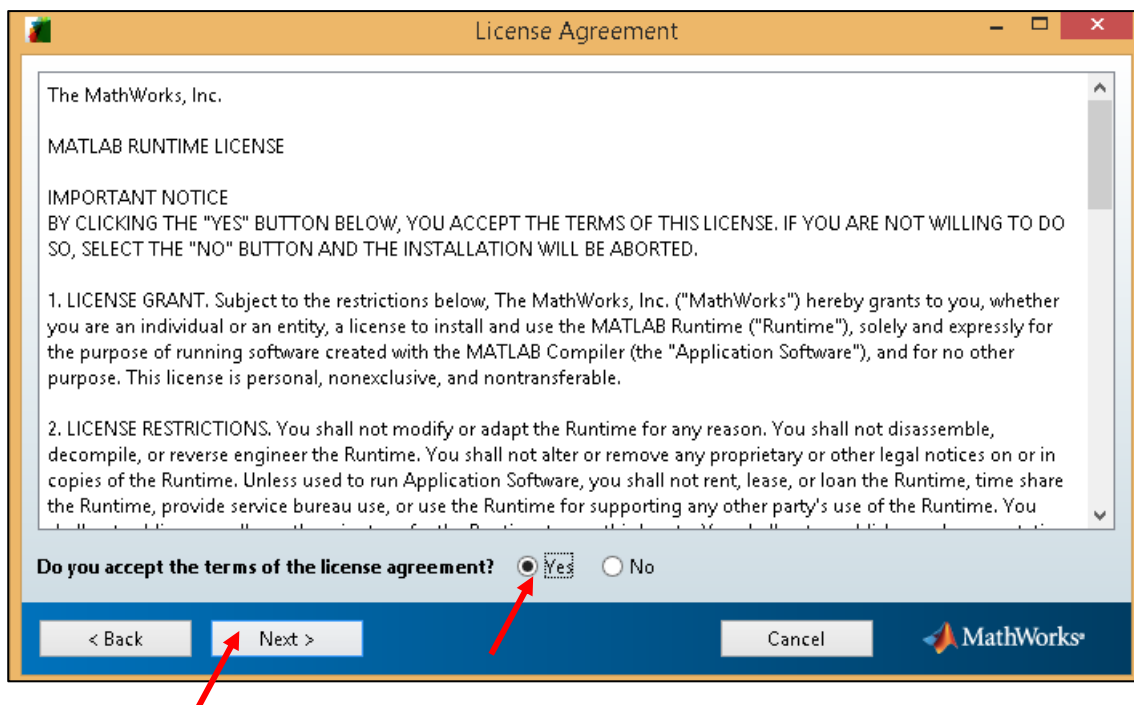 License Agreement
The MathWorks, Inc.
MATLAB RUNTIME LICENSE
IMPORTANT NOTICE
BY CLICKING THE "YES" BUTTON BELOW, YOU ACCEPT THE TERMS OF THIS LICENSE. IF YOU ARE NOT WILLING TO DO
SO, SELECT THE "NO" BUTTON AND THE INSTALLATION WILL BE ABORTED.
1. LICENSE GRANT. Subject to the restrictions below, The MathWorks, Inc. ("MathWorks") hereby grants to you, whether
you are an individual or an entity, a license to install and use the MATLAB Runtime ("Runtime"), solely and expressly for
the purpose of running software created with the MATLAB Compiler (the "Application Software"), and for no other
purpose. This license is personal, nonexclusive, and nontransferable.
2. LICENSE RESTRICTIONS. You shall not modify or adapt the Runtime for any reason. You shall not disassemble,
decompile, or reverse engineer the Runtime. You shall not alter or remove any proprietary or other legal notices on or in
copies of the Runtime. Unless used to run Application Software, you shall not rent, lease, or loan the Runtime, time share
the Runtime, provide service bureau use, or use the Runtime for supporting any other party's use of the Runtime. You
Do you accept the terms of the license agreement? Yes No
< Back Next > Cancel MathWorks®